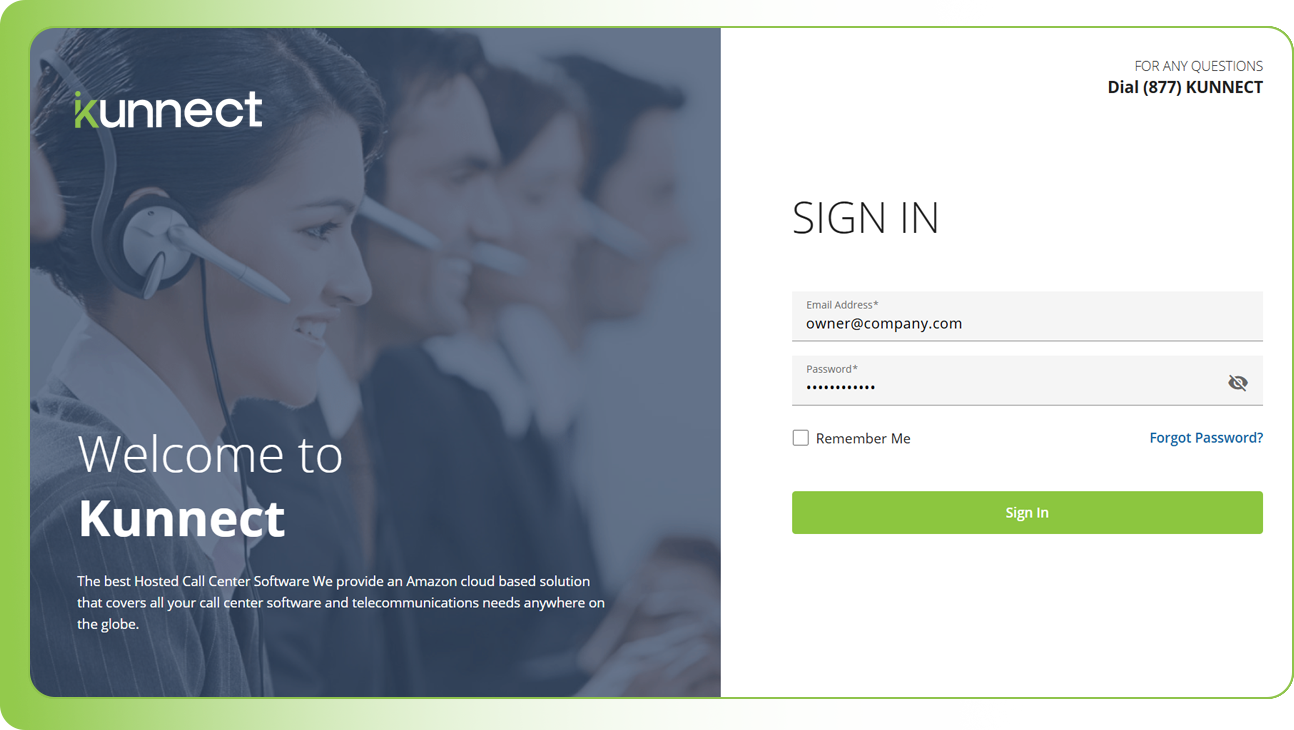 kunnect
Welcome to
Kunnect
The best Hosted Call Center Software We provide an Amazon cloud based solution
that covers all your call center software and telecommunications needs anywhere on
the globe.
FOR ANY QUESTIONS
Dial (877) KUNNECT
SIGN IN
Email Address*
owner@company.com
Password*
••••••••••••
Remember Me
Forgot Password?
Sign In